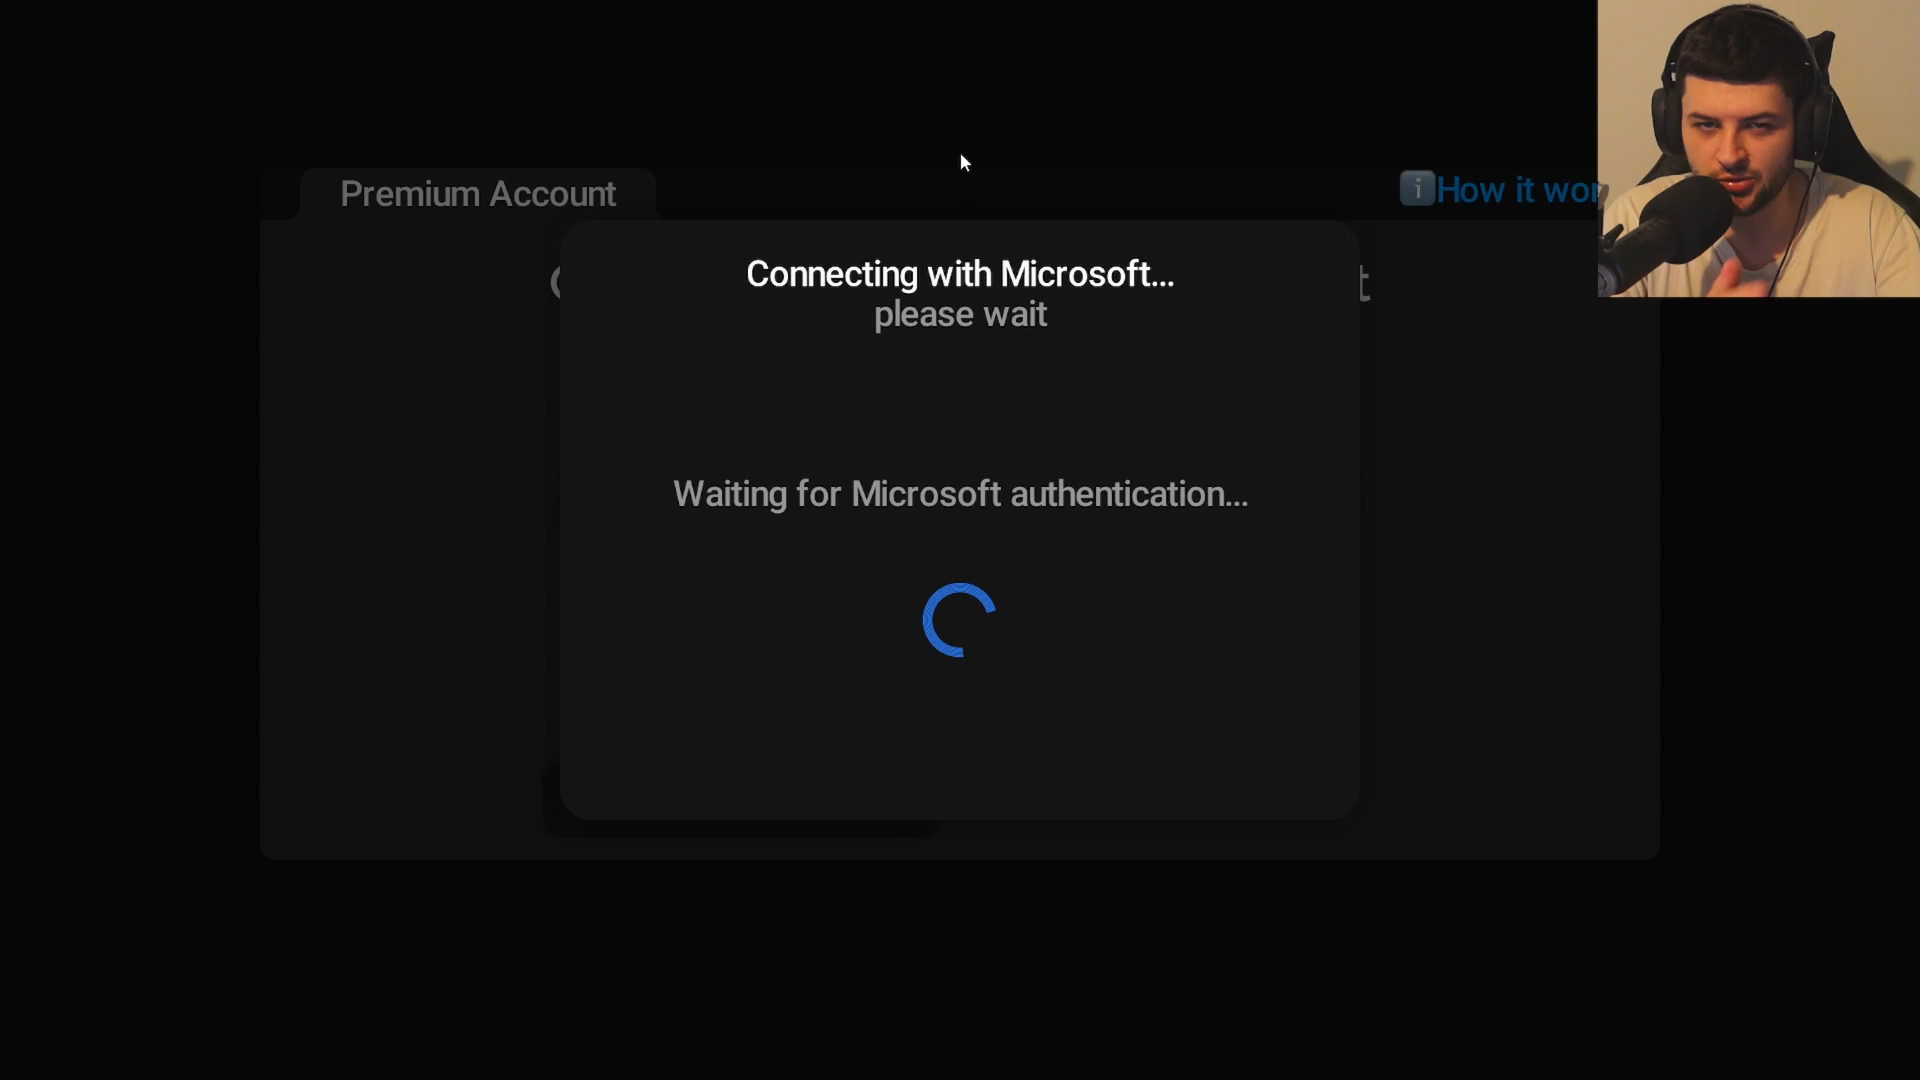 Premium Account
How it wor
Connecting with Microsoft...
please wait
Waiting for Microsoft authentication...